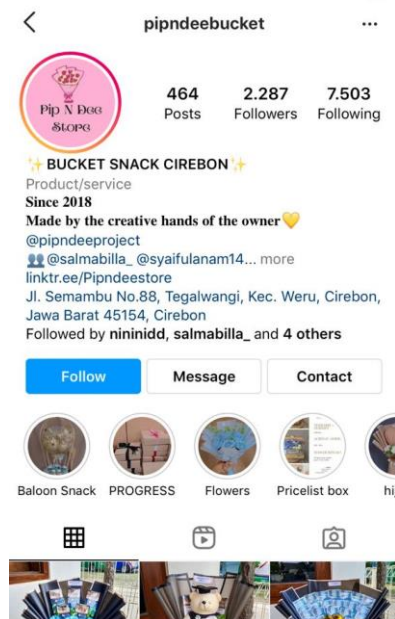 pipndeebucket
Pip N Dee
Store
464
Posts
2.287
Followers
7.503
Following
✨ BUCKET SNACK CIREBON ✨
Product/service
Since 2018
Made by the creative hands of the owner💛
@pipndeeproject
👥 @salmabilla_ @syaifulanam14... more
linktr.ee/Pipndeestore
Jl. Semambu No.88, Tegalwangi, Kec. Weru, Cirebon,
Jawa Barat 45154, Cirebon
Followed by nininidd, salmabilla_ and 4 others
Follow
Message
Contact
Baloon Snack
PROGRESS
Flowers
Pricelist box